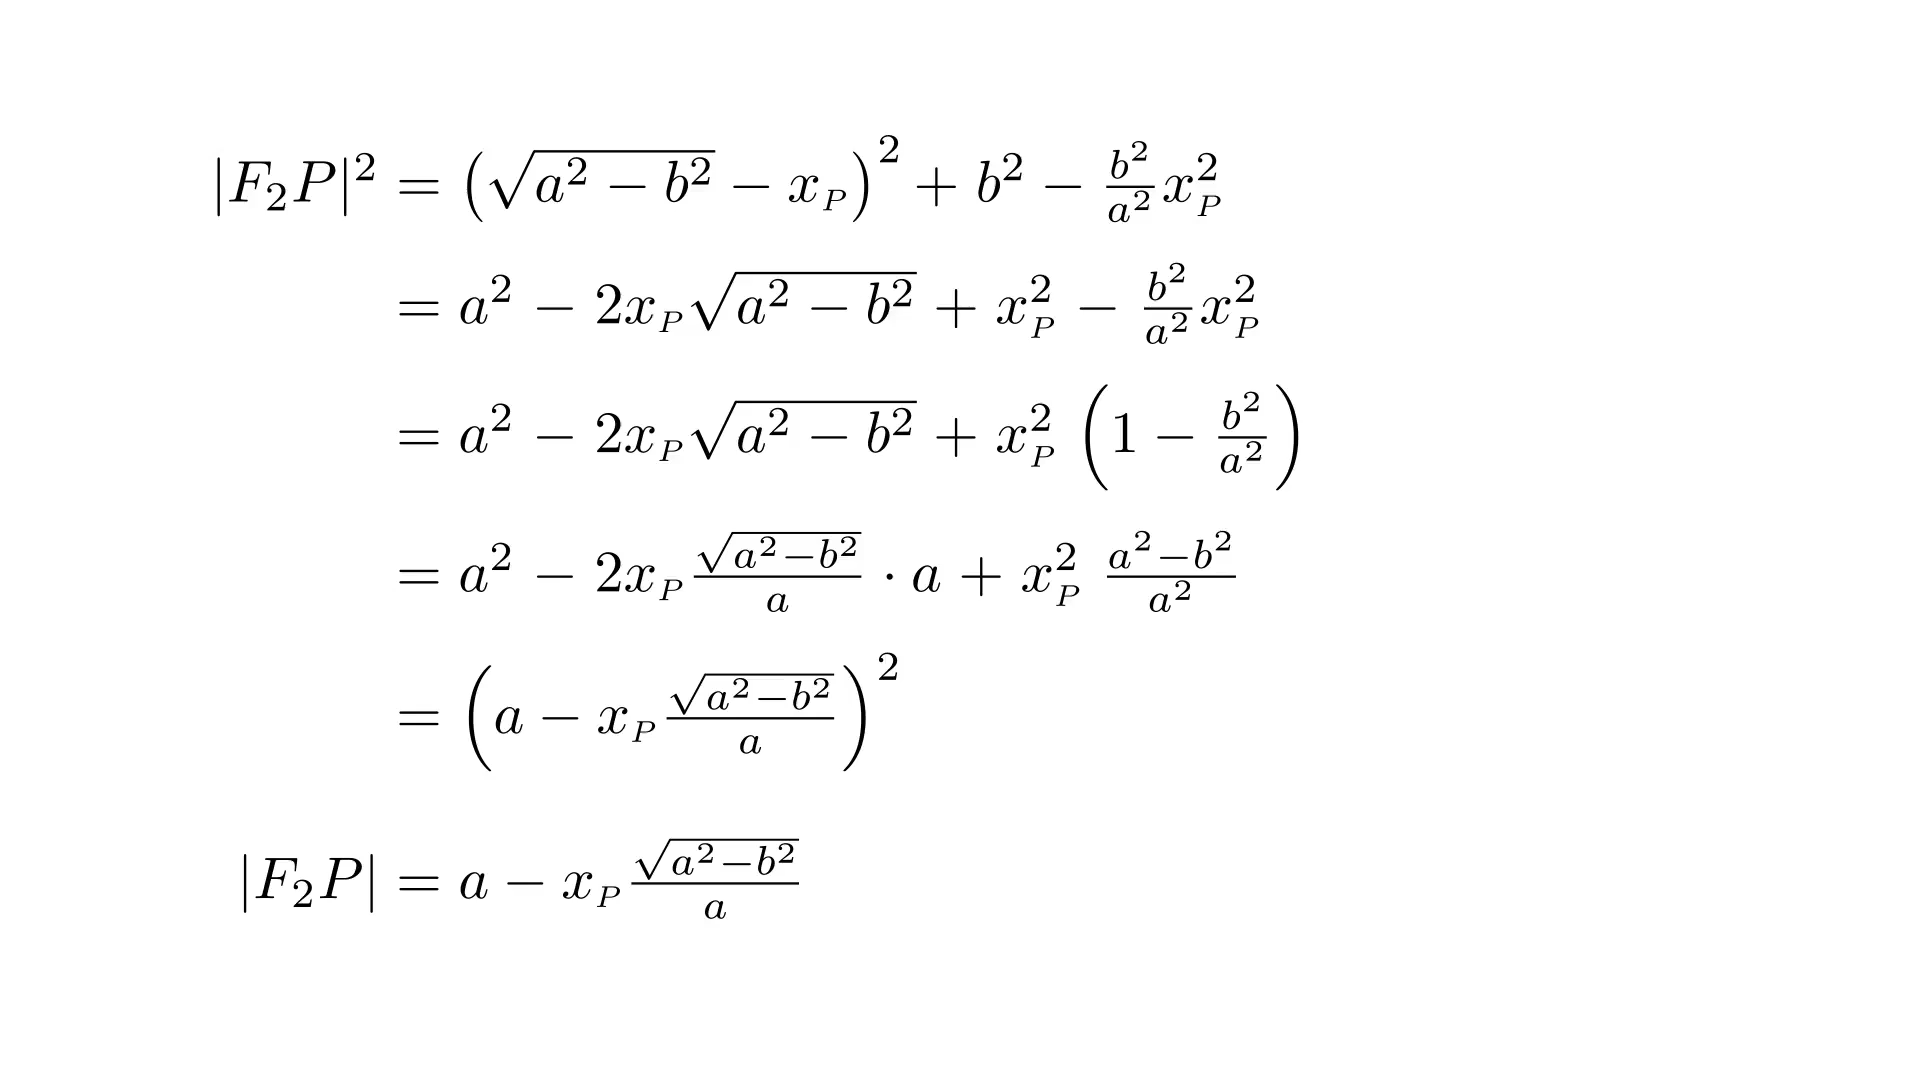 |F₂P|² = (√(a² − b²) − x_P)² + b² − (b²/a²)x_P²
= a² − 2x_P√(a² − b²) + x_P² − (b²/a²)x_P²
= a² − 2x_P√(a² − b²) + x_P² (1 − b²/a²)
= a² − 2x_P (√(a²−b²)/a) · a + x_P² (a²−b²)/a²
= (a − x_P √(a²−b²)/a)²
|F₂P| = a − x_P √(a²−b²)/a